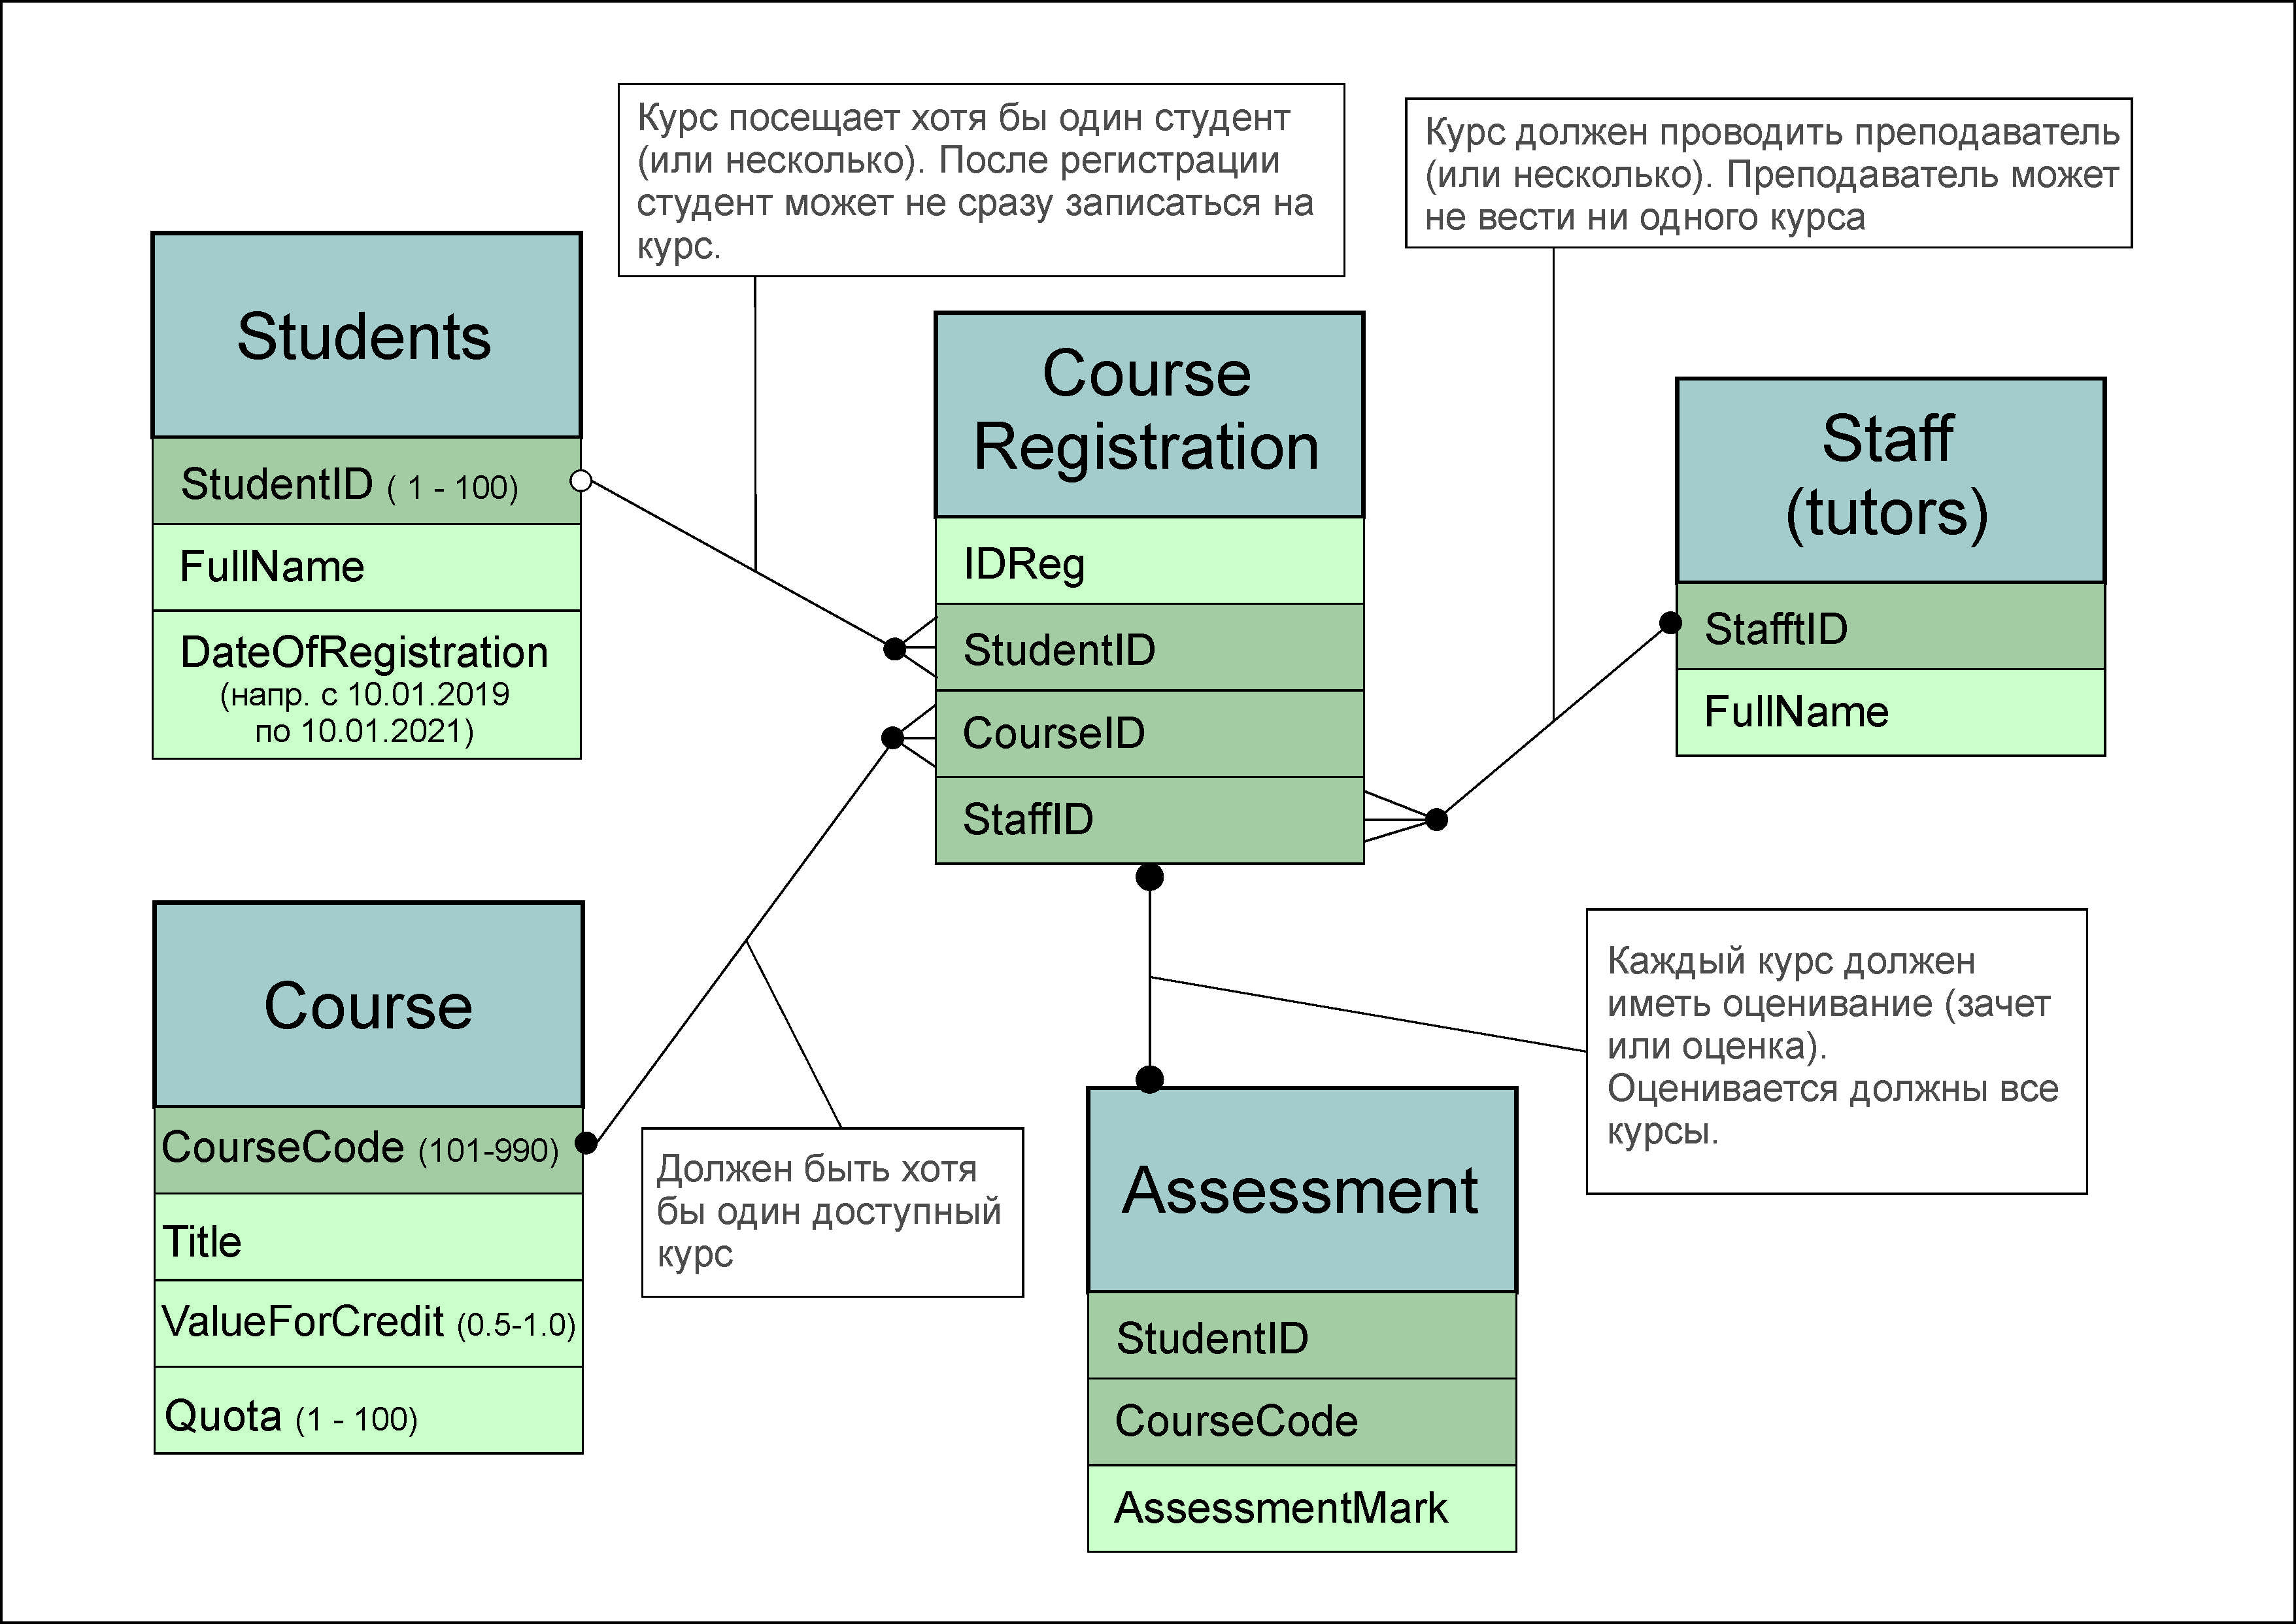 Курс посещает хотя бы один студент
(или несколько). После регистрации
студент может не сразу записаться на
курс.
Курс должен проводить преподаватель
(или несколько). Преподаватель может
не вести ни одного курса
Students
StudentID ( 1 - 100)
FullName
DateOfRegistration
(напр. с 10.01.2019
по 10.01.2021)
Course
Registration
IDReg
StudentID
CourseID
StaffID
Staff
(tutors)
StafftID
FullName
Course
CourseCode (101-990)
Title
ValueForCredit (0.5-1.0)
Quota (1 - 100)
Должен быть хотя
бы один доступный
курс
Каждый курс должен
иметь оценивание (зачет
или оценка).
Оценивается должны все
курсы.
Assessment
StudentID
CourseCode
AssessmentMark